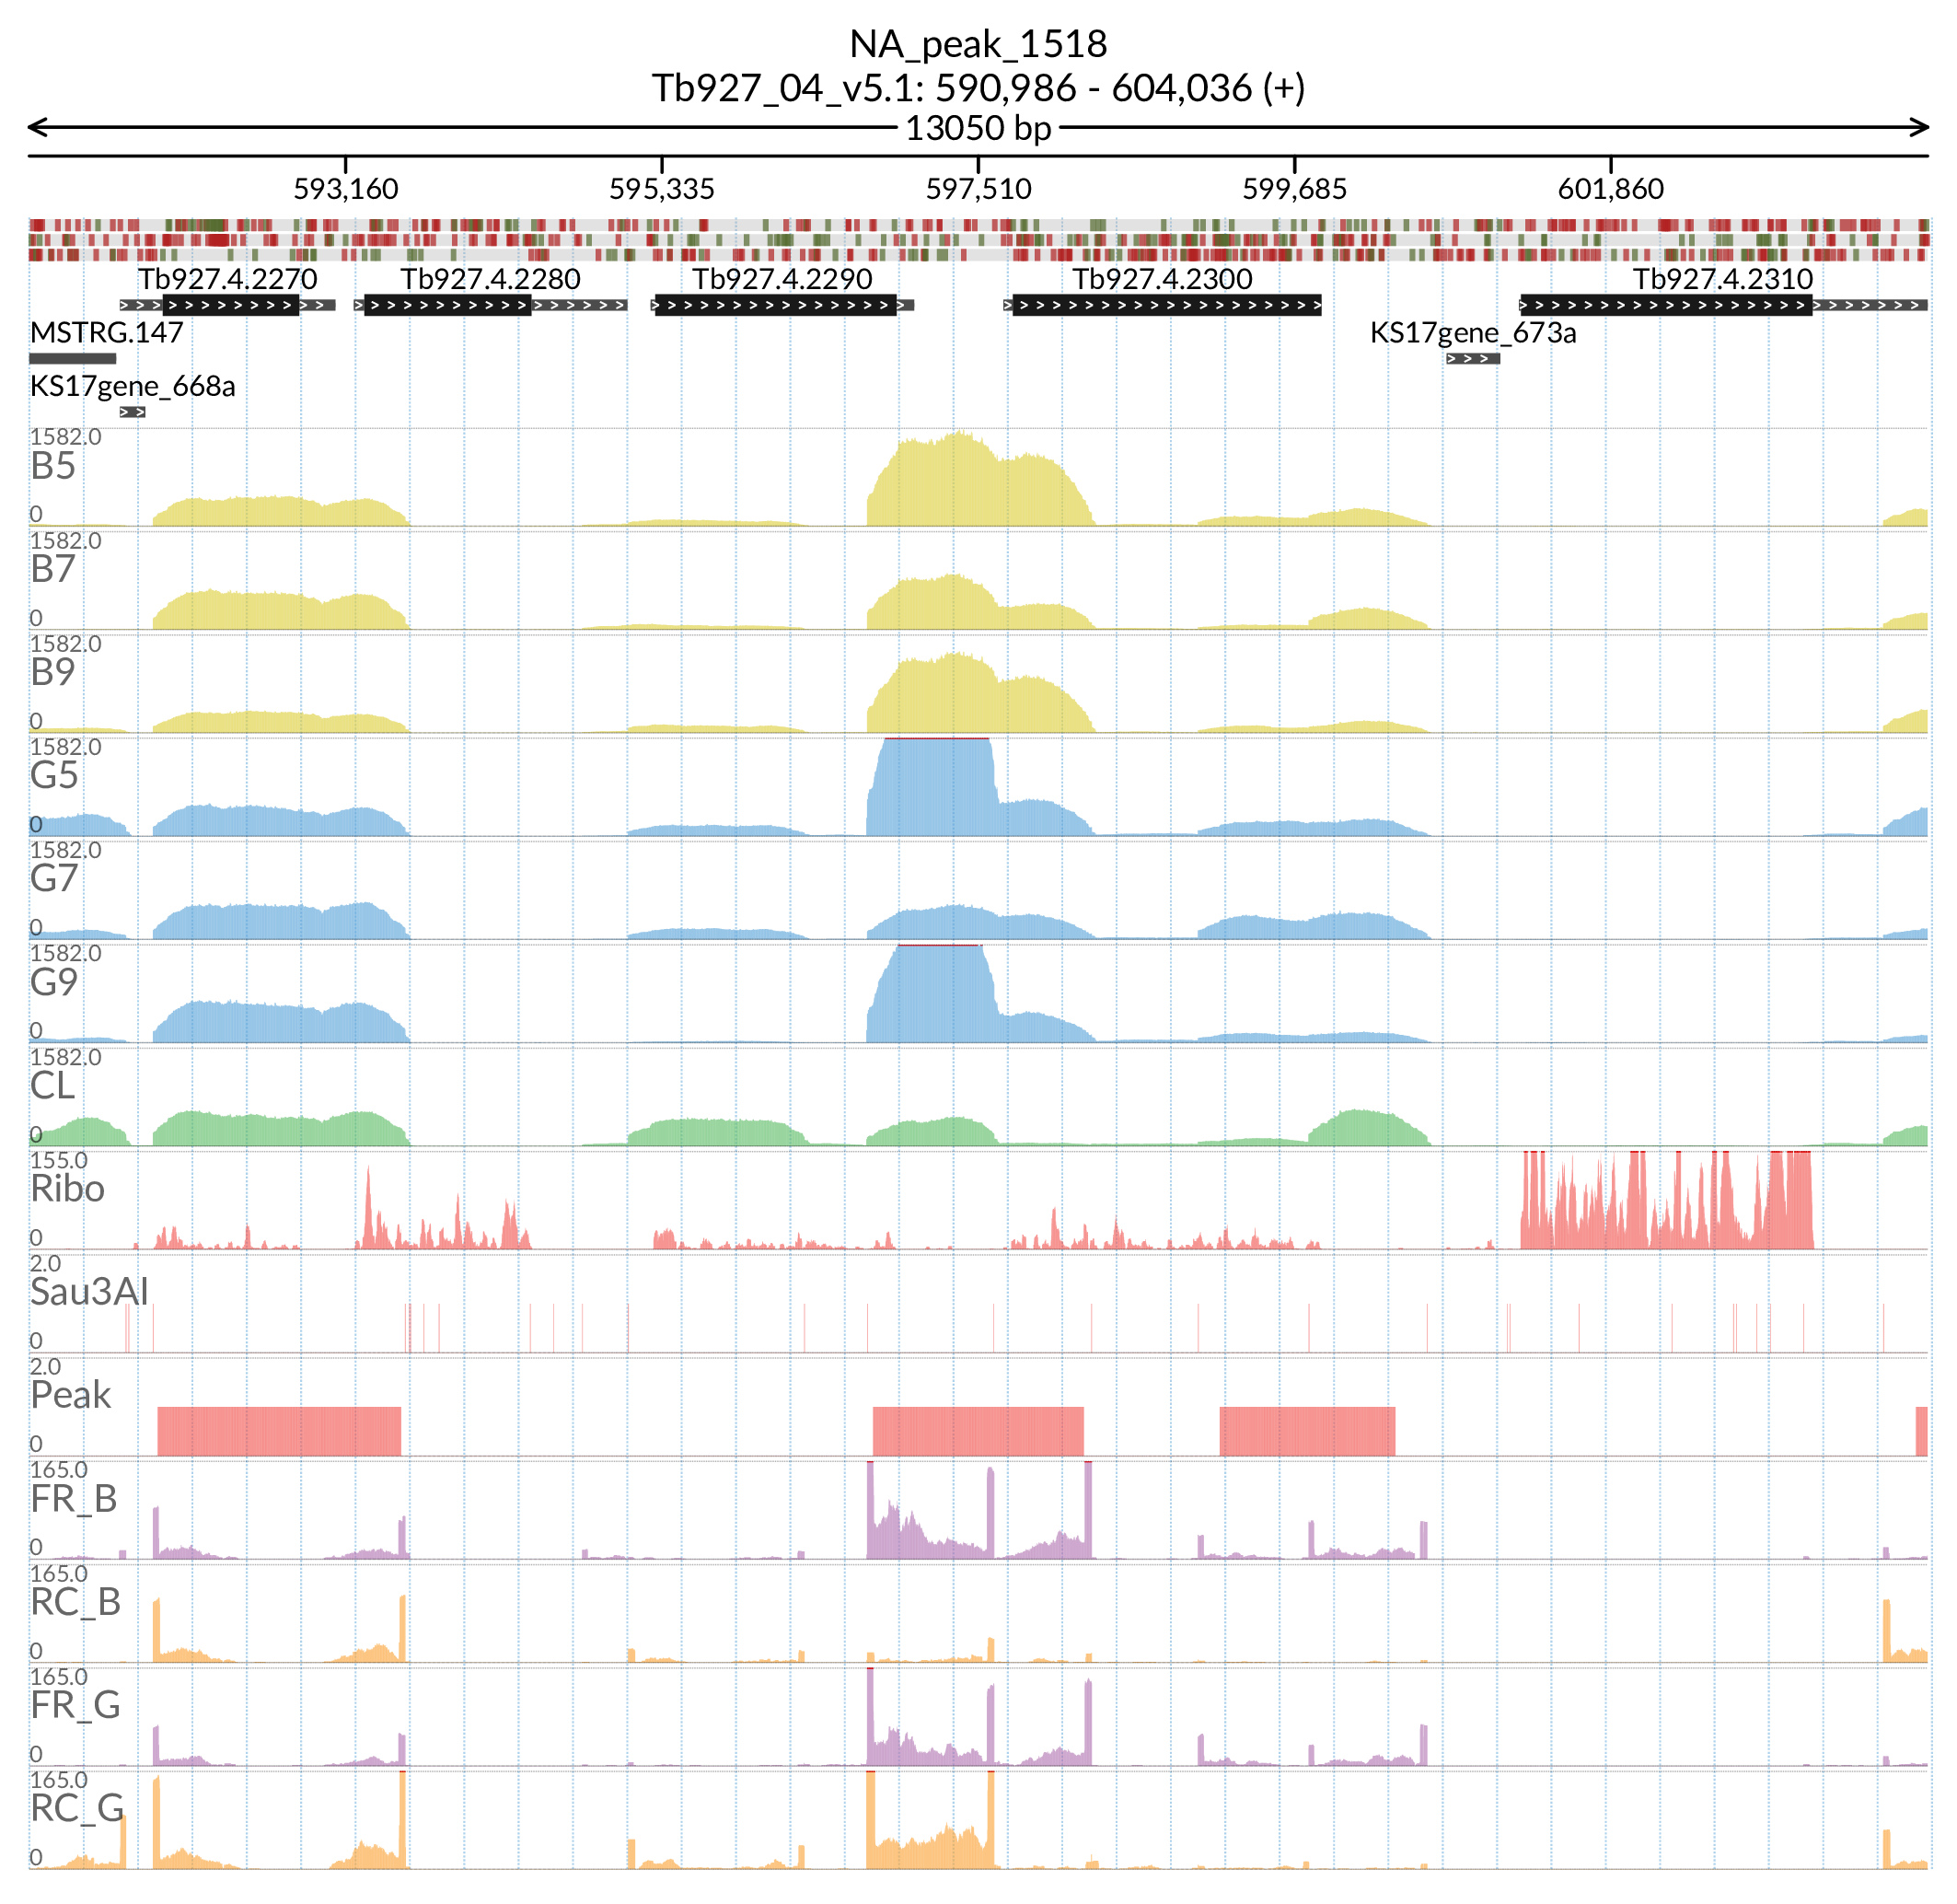 NA_peak_1518
Tb927_04_v5.1: 590,986 - 604,036 (+)
13050 bp
593,160 595,335 597,510 599,685 601,860
Tb927.4.2270 Tb927.4.2280 Tb927.4.2290 Tb927.4.2300 Tb927.4.2310
MSTRG.147 KS17gene_673a
KS17gene_668a
1582.0
B5
0
1582.0
B7
0
1582.0
B9
0
1582.0
G5
0
1582.0
G7
0
1582.0
G9
0
1582.0
CL
0
155.0
Ribo
0
2.0
Sau3AI
0
2.0
Peak
0
165.0
FR_B
0
165.0
RC_B
0
165.0
FR_G
0
165.0
RC_G
0